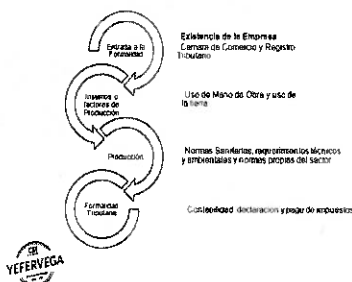 Existencia de la Empresa
Cámara de Comercio y Registro
Tributario
Entrada a la
Formalidad
Insumos o
factores de
Producción
Uso de Mano de Obra y uso de
la tierra
Producción
Normas Sanitarias, requerimientos técnicos
y ambientales y normas propias del sector
Formalidad
Tributaria
Contabilidad, declaración y pago de impuestos
YEFERVEGA